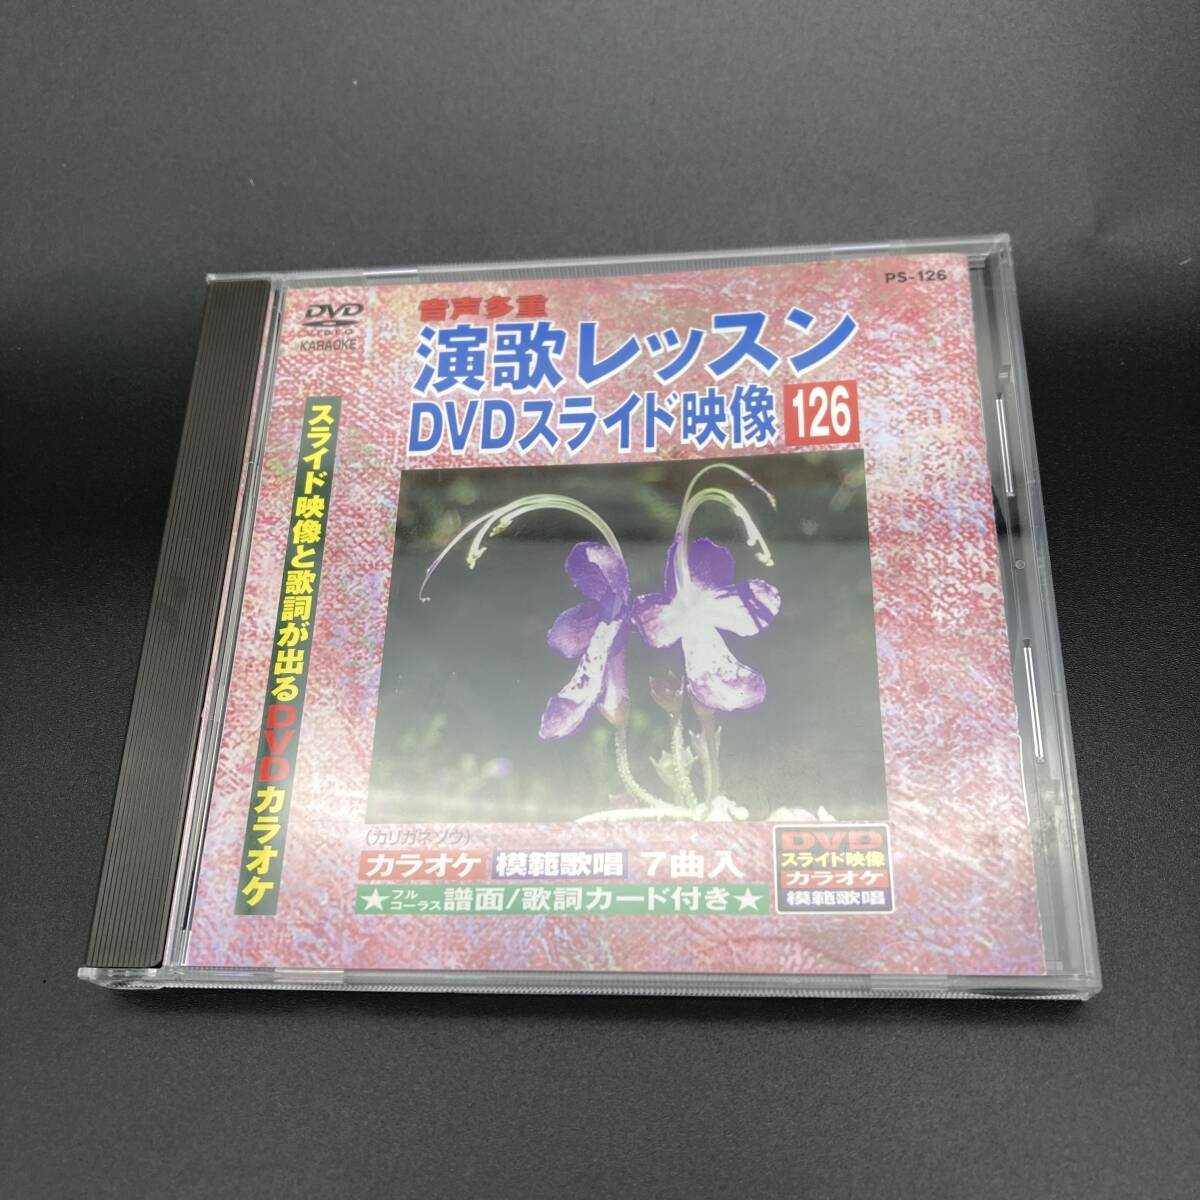 PS-126
DVD
VIDEO
KARAOKE
音声多重
演歌レッスン
DVDスライド映像 126
スライド映像と歌詞が出るDVDカラオケ
(カリガネソウ)
カラオケ 模範歌唱 7曲入
★フルコーラス譜面/歌詞カード付き★
DVD
スライド映像
カラオケ
模範歌唱